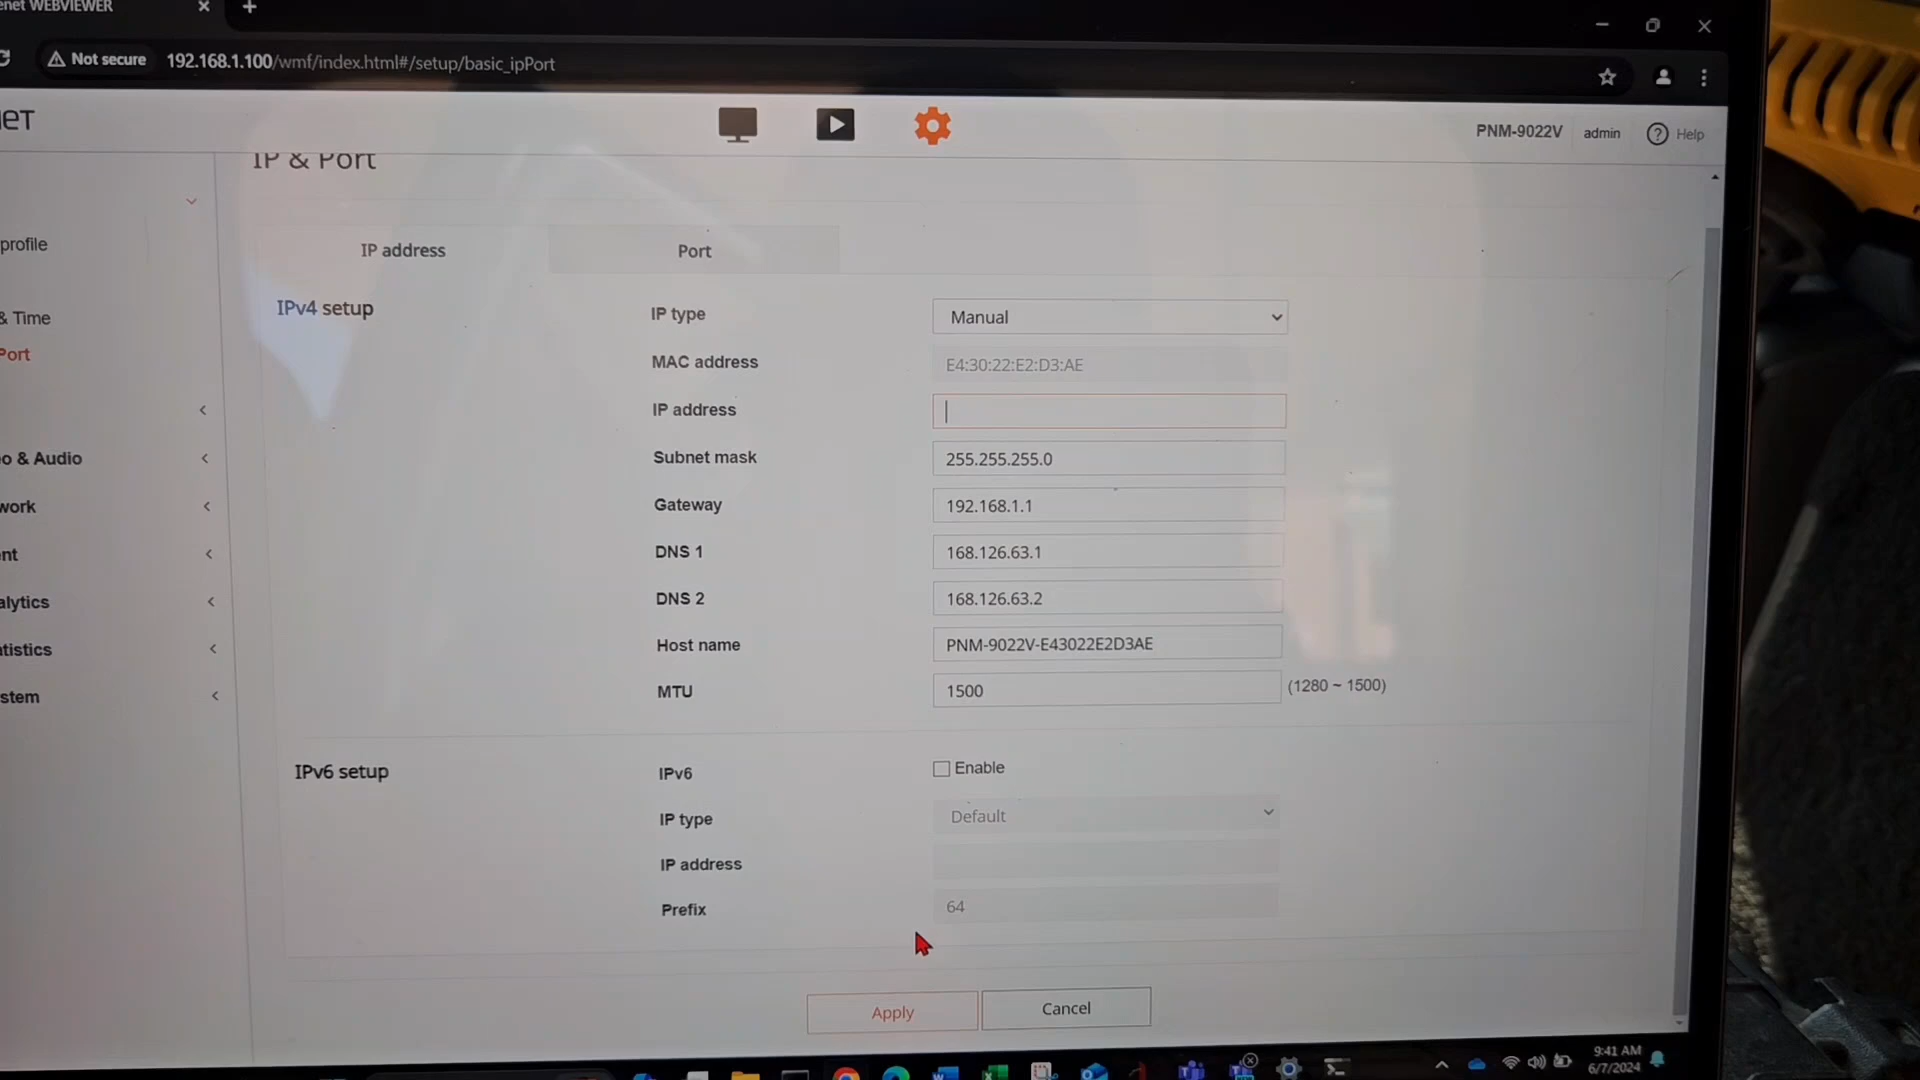 enet WEBVIEWER
Not secure 192.168.1.100/wmf/index.html#/setup/basic_ipPort
NET
PNM-9022V admin ? Help
IP & Port
IP address Port
profile
& Time
Port
o & Audio
work
nt
alytics
tistics
stem
IPv4 setup
IP type Manual
MAC address E4:30:22:E2:D3:AE
IP address
Subnet mask 255.255.255.0
Gateway 192.168.1.1
DNS 1 168.126.63.1
DNS 2 168.126.63.2
Host name PNM-9022V-E43022E2D3AE
MTU 1500 (1280 ~ 1500)
IPv6 setup
IPv6 Enable
IP type Default
IP address
Prefix 64
Apply Cancel
9:41 AM
6/7/2024